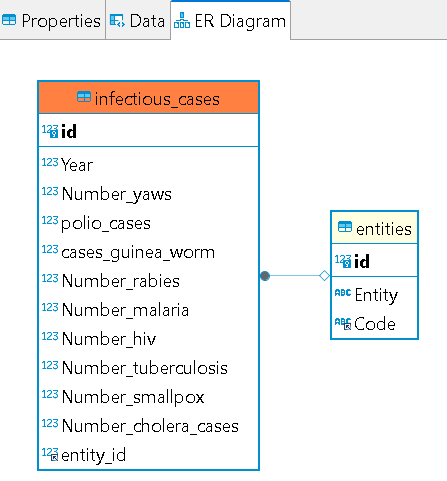 Properties
Data
ER Diagram
infectious_cases
123 id
123 Year
123 Number_yaws
123 polio_cases
123 cases_guinea_worm
123 Number_rabies
123 Number_malaria
123 Number_hiv
123 Number_tuberculosis
123 Number_smallpox
123 Number_cholera_cases
123 entity_id
entities
123 id
ABC Entity
ABC Code